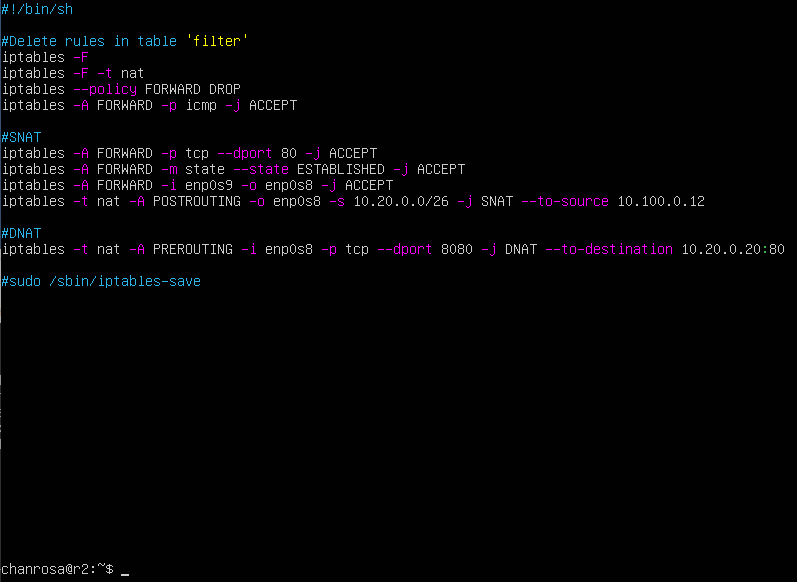 #!/bin/sh
#Delete rules in table 'filter'
iptables -F
iptables -F -t nat
iptables --policy FORWARD DROP
iptables -A FORWARD -p icmp -j ACCEPT
#SNAT
iptables -A FORWARD -p tcp --dport 80 -j ACCEPT
iptables -A FORWARD -m state --state ESTABLISHED -j ACCEPT
iptables -A FORWARD -i enp0s9 -o enp0s8 -j ACCEPT
iptables -t nat -A POSTROUTING -o enp0s8 -s 10.20.0.0/26 -j SNAT --to-source 10.100.0.12
#DNAT
iptables -t nat -A PREROUTING -i enp0s8 -p tcp --dport 8080 -j DNAT --to-destination 10.20.0.20:80
#sudo /sbin/iptables-save
chanrosa@r2:~$ _